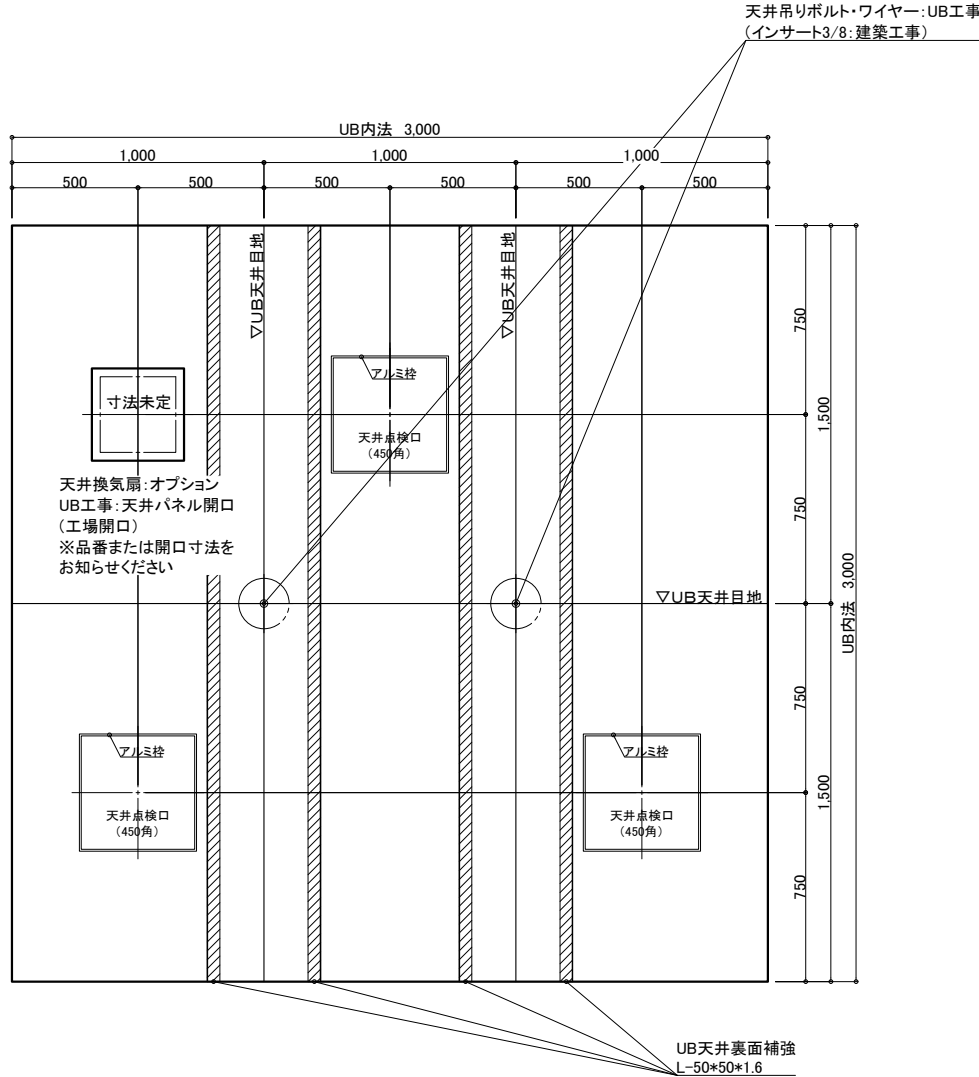 天井吊りボルト・ワイヤー:UB工事
(インサート3/8:建築工事)
UB内法 3,000
1,000
1,000
1,000
500
500
500
500
500
500
▽UB天井目地
▽UB天井目地
アルミ枠
天井点検口
(450角)
寸法未定
天井換気扇:オプション
UB工事:天井パネル開口
(工場開口)
※品番または開口寸法を
お知らせください
▽UB天井目地
750
750
750
750
1,500
1,500
UB内法 3,000
アルミ枠
天井点検口
(450角)
アルミ枠
天井点検口
(450角)
UB天井裏面補強
L-50*50*1.6